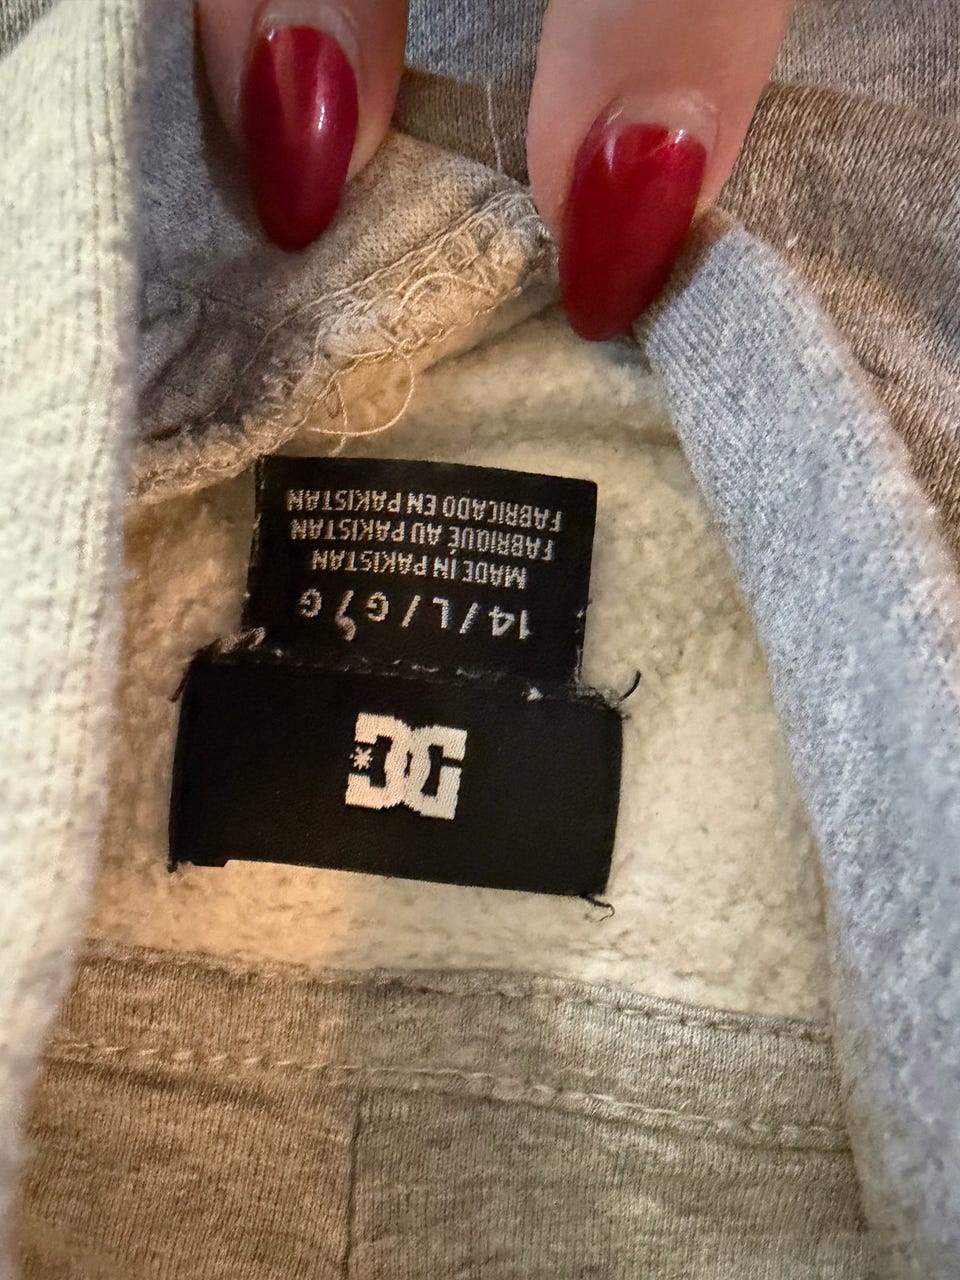 DC
14/L/G/G
MADE IN PAKISTAN
FABRIQUÉ AU PAKISTAN
FABRICADO EN PAKISTAN